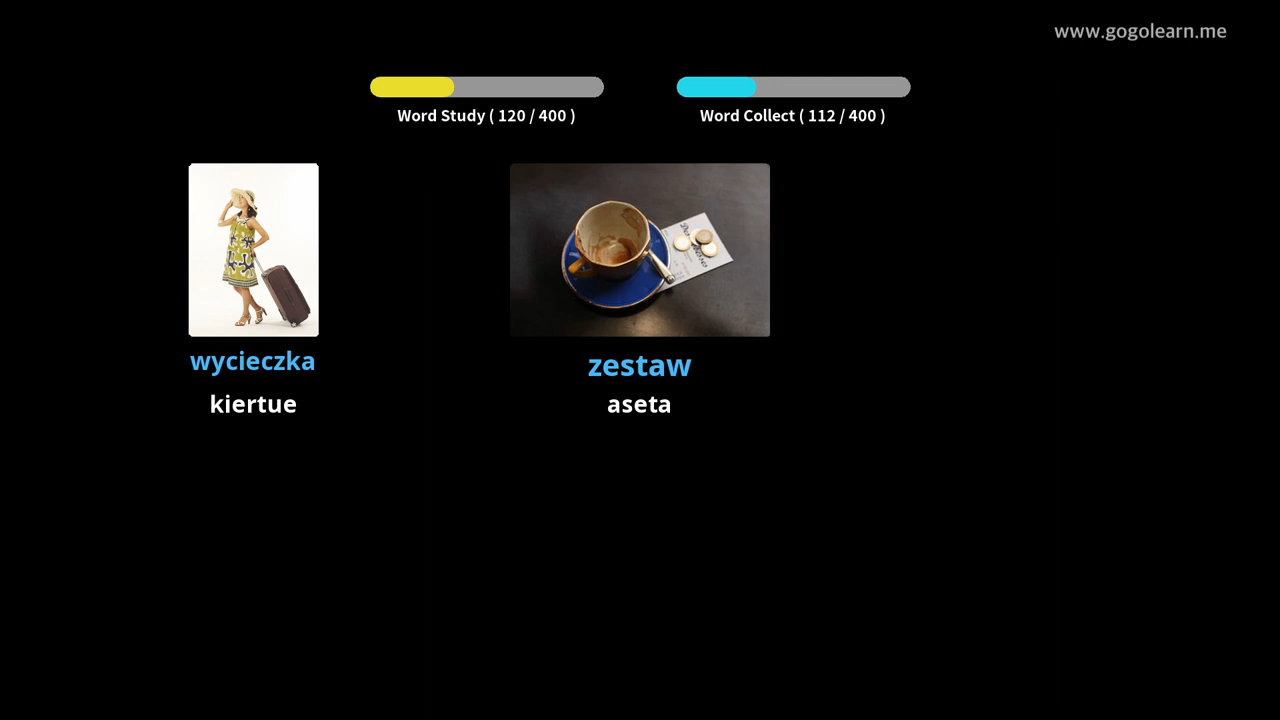 www.gogolearn.me
Word Study ( 120 / 400 )
Word Collect ( 112 / 400 )
wycieczka
kiertue
zestaw
aseta